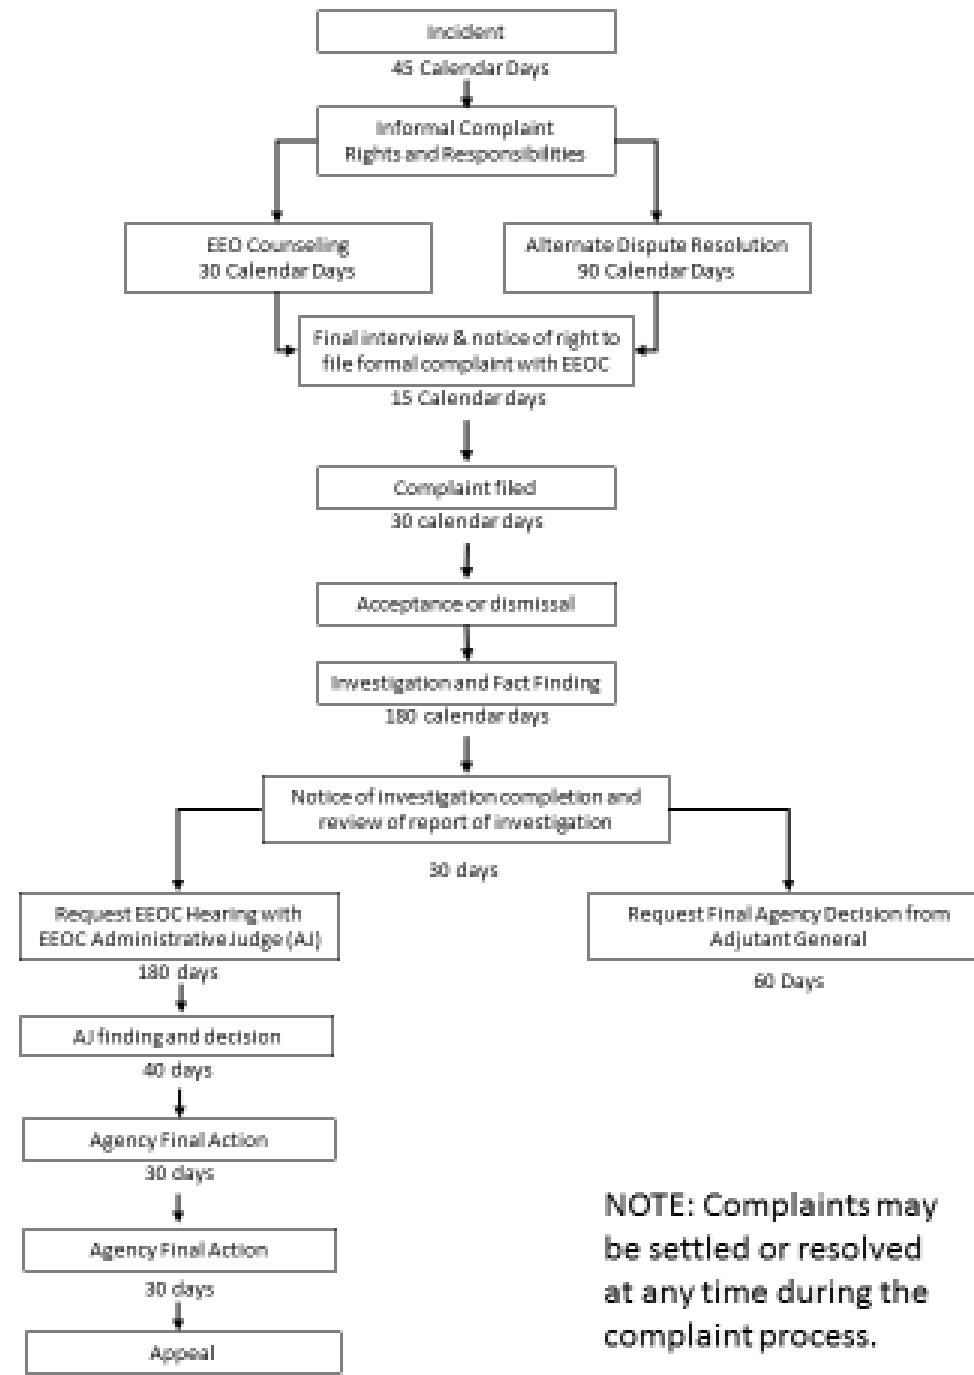 Incident
45 Calendar Days
Informal Complaint
Rights and Responsibilities
EEO Counseling
30 Calendar Days
Alternate Dispute Resolution
90 Calendar Days
Final interview & notice of right to
file formal complaint with EEOC
15 Calendar days
Complaint filed
30 calendar days
Acceptance or dismissal
Investigation and Fact Finding
180 calendar days
Notice of investigation completion and
review of report of investigation
30 days
Request EEOC Hearing with
EEOC Administrative Judge (AJ)
180 days
Request Final Agency Decision from
Adjutant General
60 Days
AJ finding and decision
40 days
Agency Final Action
30 days
Agency Final Action
30 days
Appeal
NOTE: Complaints may
be settled or resolved
at any time during the
complaint process.